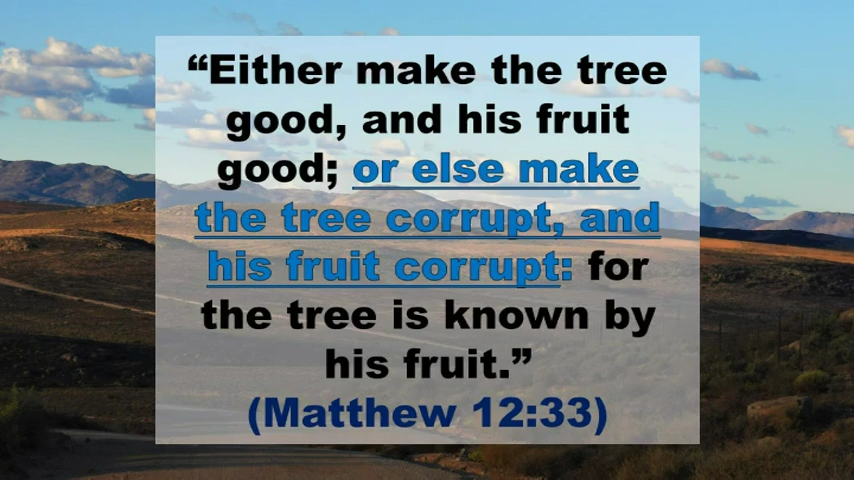 “Either make the tree
good, and his fruit
good; or else make
the tree corrupt, and
his fruit corrupt: for
the tree is known by
his fruit.”
(Matthew 12:33)